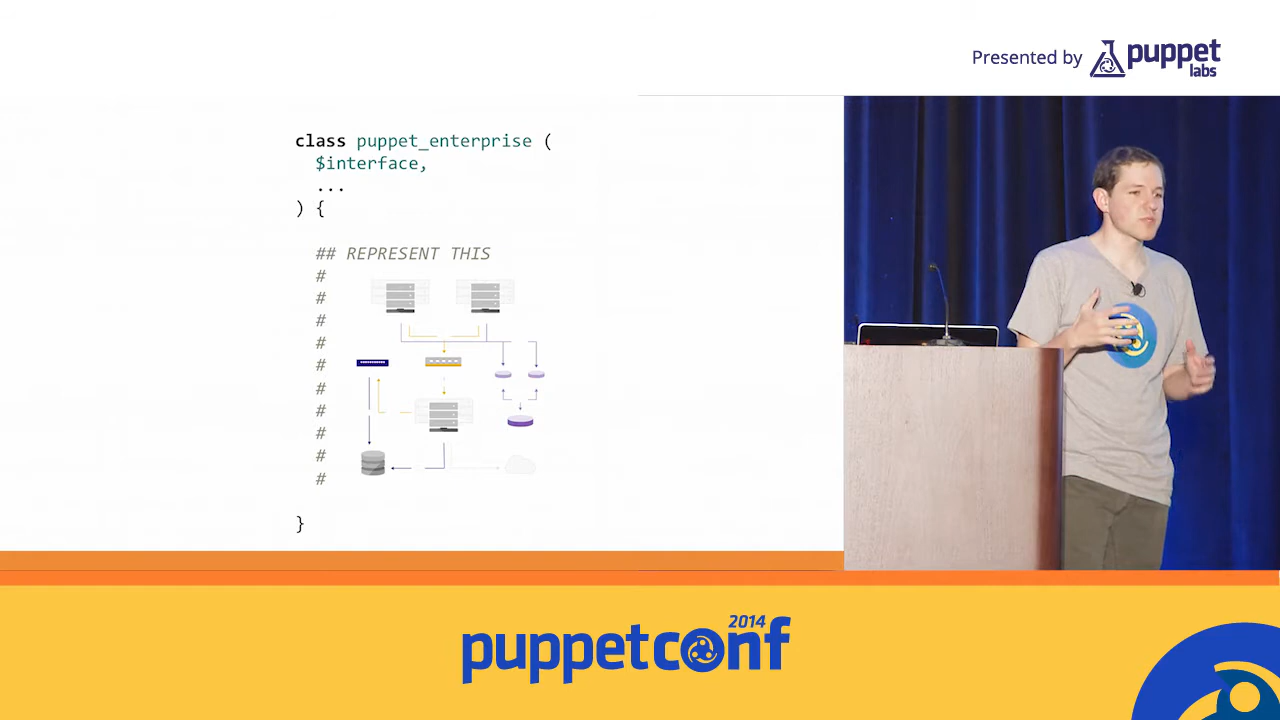 Presented by puppet labs
class puppet_enterprise (
$interface,
...
) {
## REPRESENT THIS
#
#
#
#
#
#
#
#
#
#
}
2014
puppetconf